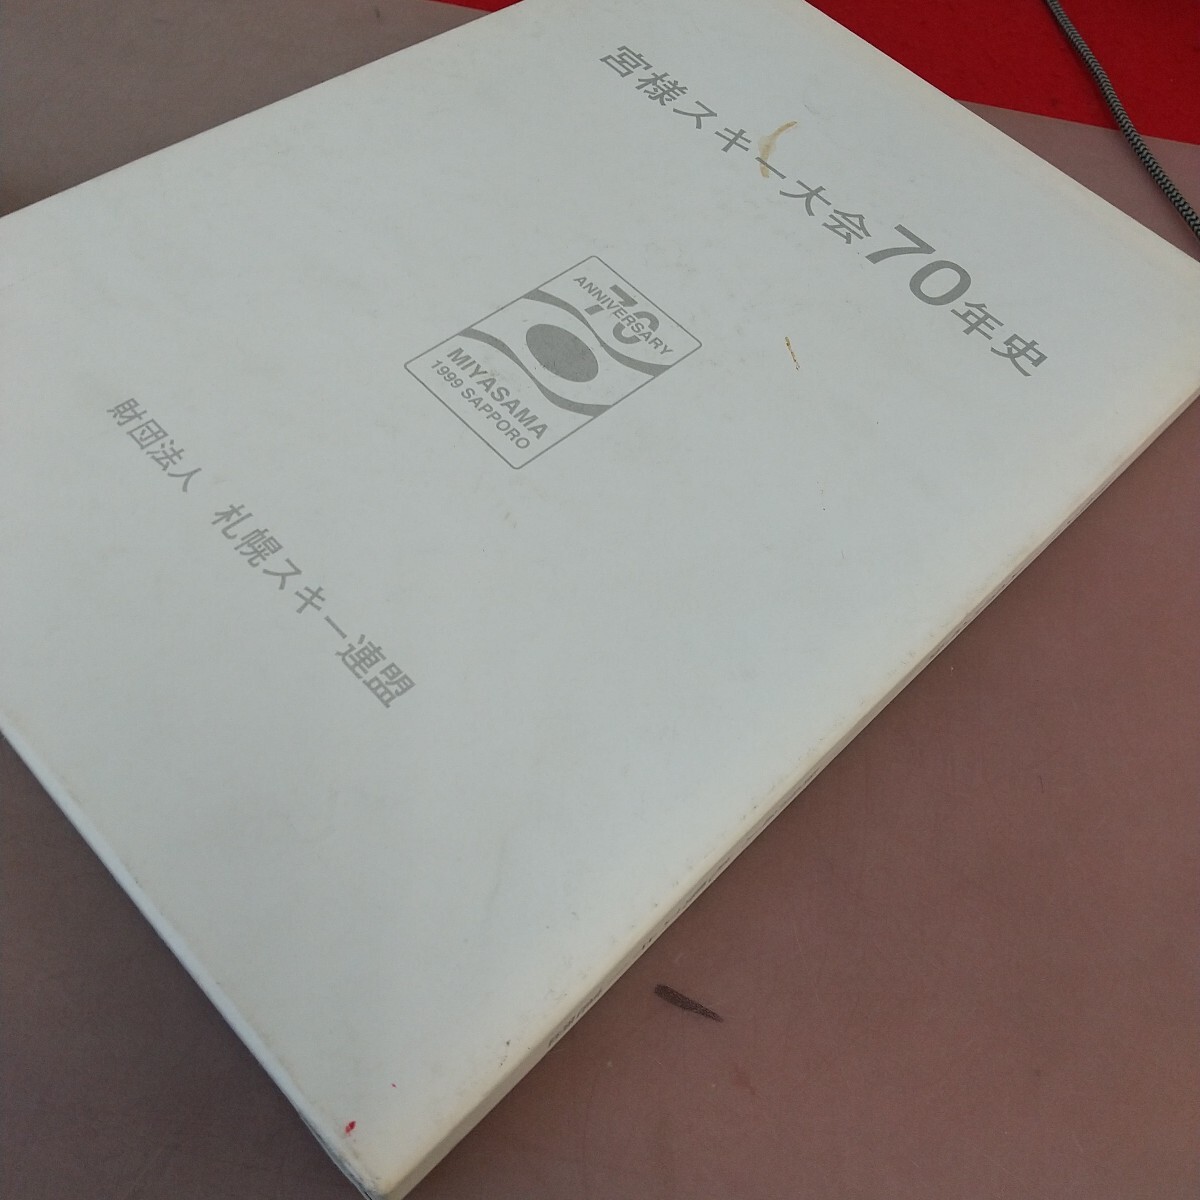 宮様スキー大会70年史
70
ANNIVERSARY
MIYASAMA
1999 SAPPORO
財団法人 札幌スキー連盟